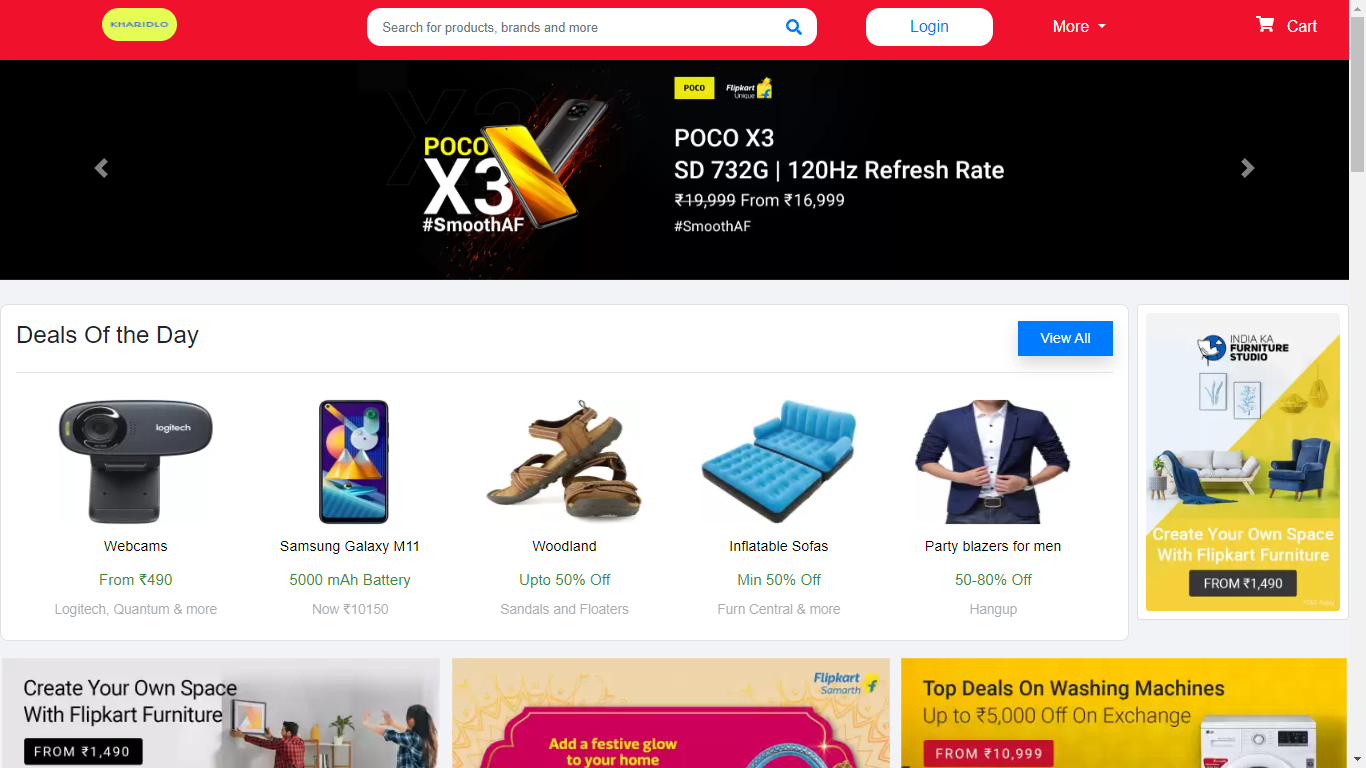 KHARIDLO
Search for products, brands and more
Login
More
Cart
POCO
Flipkart
Unique
POCO
X3
#SmoothAF
POCO X3
SD 732G | 120Hz Refresh Rate
₹19,999 From ₹16,999
#SmoothAF
Deals Of the Day
View All
logitech
Webcams
From ₹490
Logitech, Quantum & more
Samsung Galaxy M11
5000 mAh Battery
Now ₹10150
Woodland
Upto 50% Off
Sandals and Floaters
Inflatable Sofas
Min 50% Off
Furn Central & more
Party blazers for men
50-80% Off
Hangup
INDIA KA
FURNITURE
STUDIO
Create Your Own Space
With Flipkart Furniture
FROM ₹1,490
*T&C Apply
Create Your Own Space
With Flipkart Furniture
FROM ₹1,490
Flipkart
Samarth
Add a festive glow
to your home
Top Deals On Washing Machines
Up to ₹5,000 Off On Exchange
FROM ₹10,999